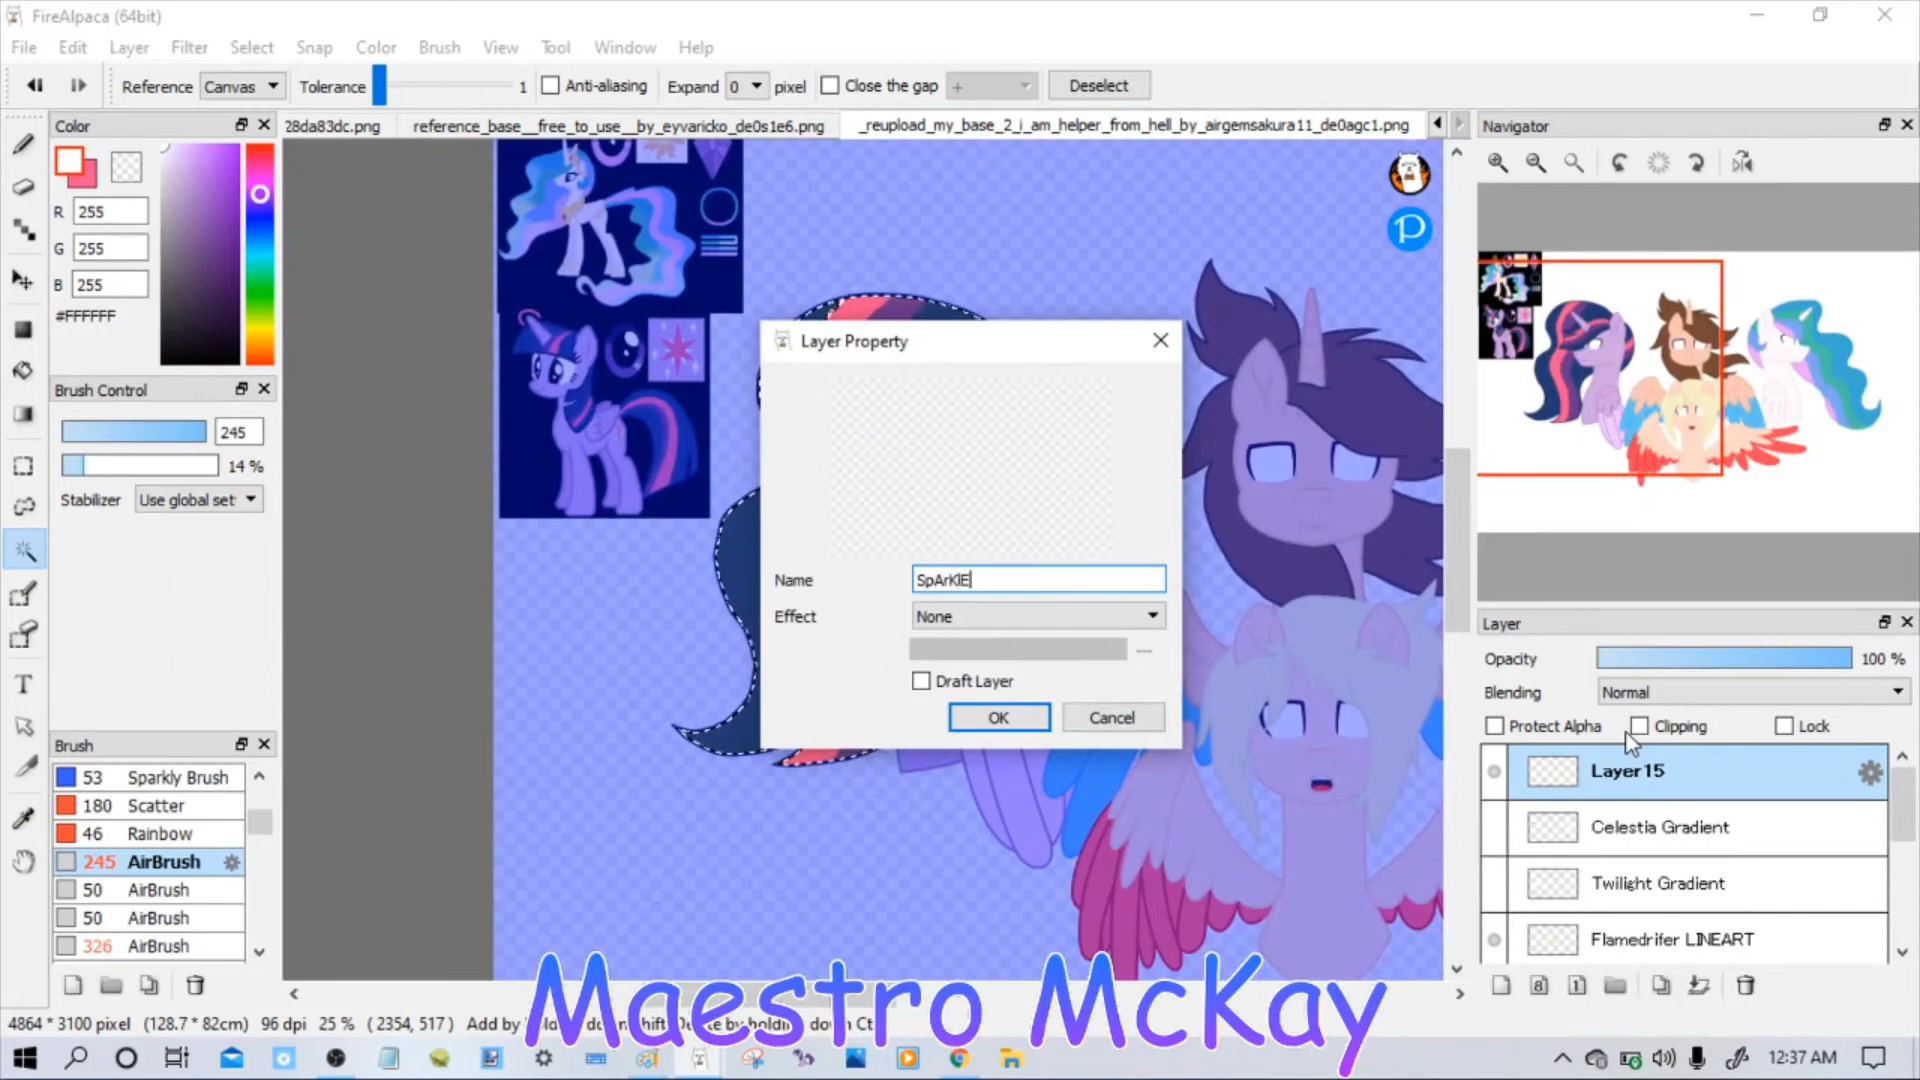 FireAlpaca (64bit)
File Edit Layer Filter Select Snap Color Brush View Tool Window Help
Reference Canvas Tolerance 1 Anti-aliasing Expand 0 pixel Close the gap + Deselect
Color 28da83dc.png reference_base__free_to_use__by_eyvaricko_de0s1e6.png _reupload_my_base_2_i_am_helper_from_hell_by_airgemsakura11_de0agc1.png Navigator
R 255
G 255
B 255
#FFFFFF
Brush Control
245
14 %
Stabilizer Use global set
Layer Property
Name SpArKlE
Effect None
Draft Layer
OK Cancel
Layer
Opacity 100 %
Blending Normal
Protect Alpha Clipping Lock
Layer15
Celestia Gradient
Twilight Gradient
Flamedrifer LINEART
Brush
53 Sparkly Brush
180 Scatter
46 Rainbow
245 AirBrush
50 AirBrush
50 AirBrush
326 AirBrush
8 1
Maestro McKay
4864 * 3100 pixel (128.7 * 82cm) 96 dpi 25 % ( 2354, 517 ) Add by
12:37 AM